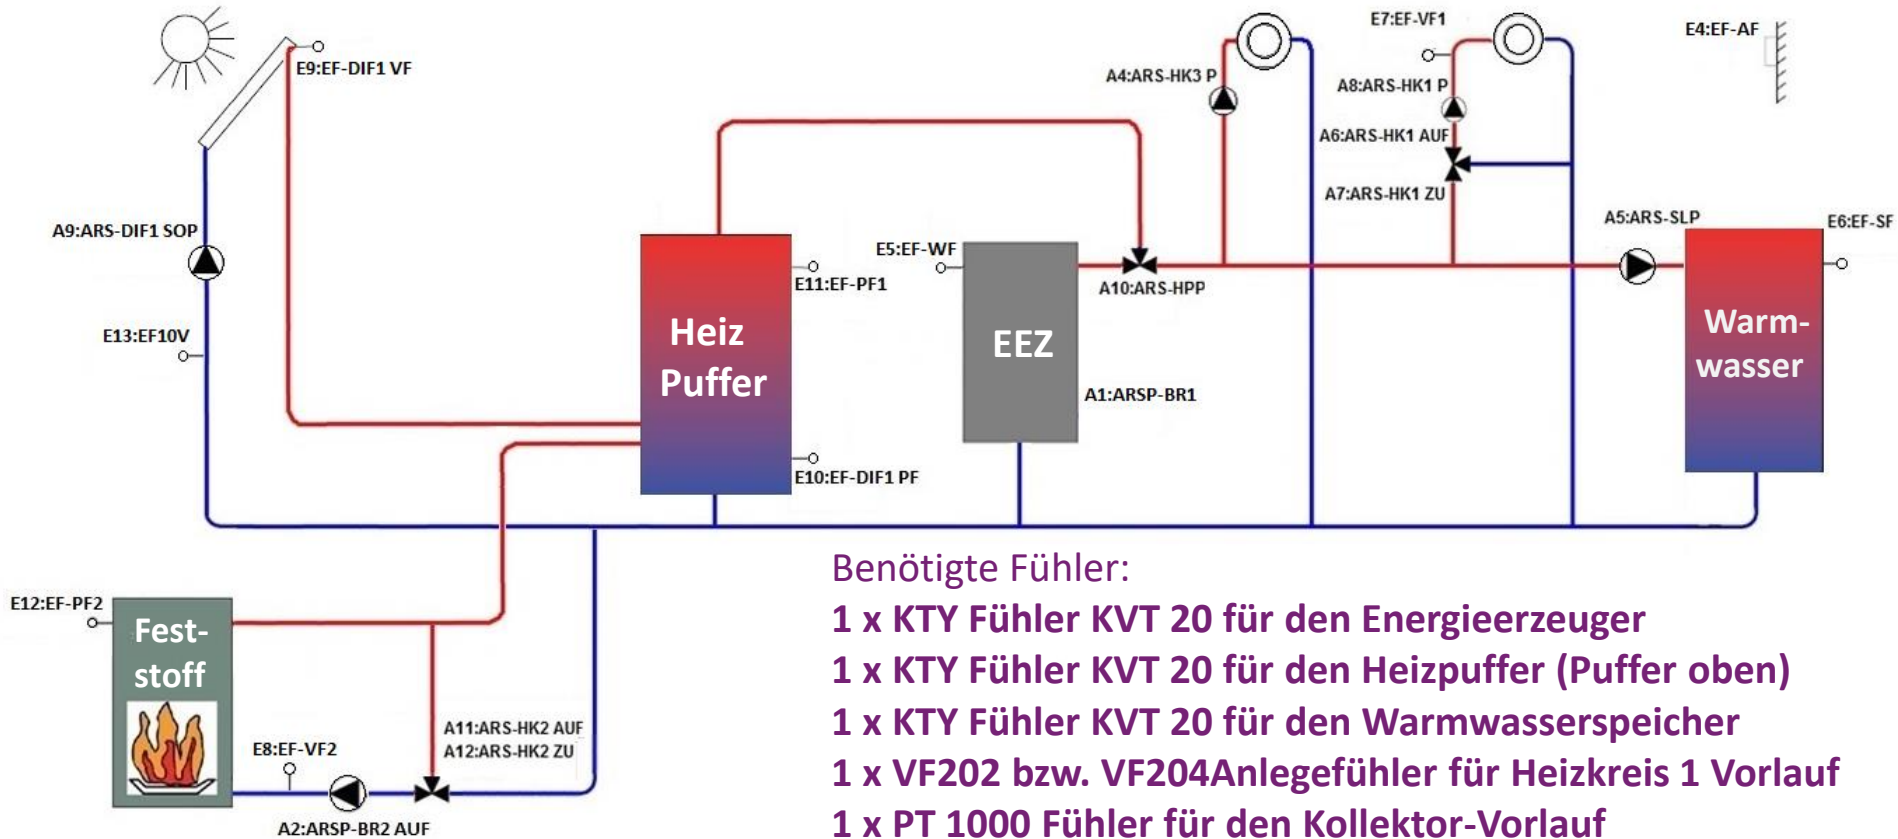 E7:EF-VF1
E4:EF-AF
E9:EF-DIF1 VF
A4:ARS-HK3 P
A8:ARS-HK1 P
A6:ARS-HK1 AUF
A7:ARS-HK1 ZU
A5:ARS-SLP
E6:EF-SF
A9:ARS-DIF1 SOP
E5:EF-WF
E11:EF-PF1
A10:ARS-HPP
E13:EF10V
Heiz
Puffer
EEZ
Warm-
wasser
A1:ARSP-BR1
E10:EF-DIF1 PF
Benötigte Fühler:
1 x KTY Fühler KVT 20 für den Energieerzeuger
1 x KTY Fühler KVT 20 für den Heizpuffer (Puffer oben)
1 x KTY Fühler KVT 20 für den Warmwasserspeicher
1 x VF202 bzw. VF204Anlegefühler für Heizkreis 1 Vorlauf
1 x PT 1000 Fühler für den Kollektor-Vorlauf
E12:EF-PF2
Fest-
stoff
A11:ARS-HK2 AUF
A12:ARS-HK2 ZU
E8:EF-VF2
A2:ARSP-BR2 AUF